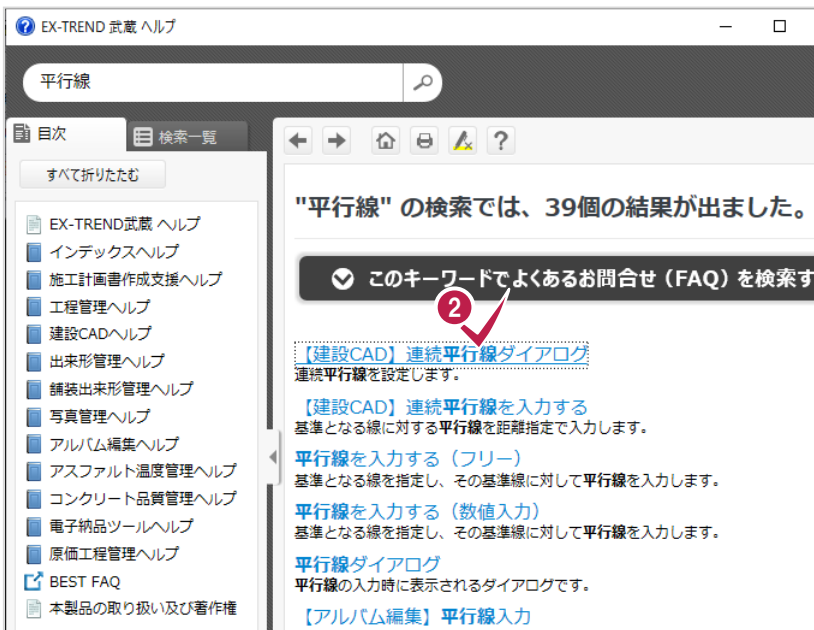 EX-TREND 武蔵 ヘルプ
平行線
目次
検索一覧
すべて折りたたむ
EX-TREND武蔵 ヘルプ
インデックスヘルプ
施工計画書作成支援ヘルプ
工程管理ヘルプ
建設CADヘルプ
出来形管理ヘルプ
舗装出来形管理ヘルプ
写真管理ヘルプ
アルバム編集ヘルプ
アスファルト温度管理ヘルプ
コンクリート品質管理ヘルプ
電子納品ツールヘルプ
原価工程管理ヘルプ
BEST FAQ
本製品の取り扱い及び著作権
"平行線" の検索では、39個の結果が出ました。
このキーワードでよくあるお問合せ（FAQ）を検索す
2
【建設CAD】連続平行線ダイアログ
連続平行線を設定します。
【建設CAD】連続平行線を入力する
基準となる線に対する平行線を距離指定で入力します。
平行線を入力する（フリー）
基準となる線を指定し、その基準線に対して平行線を入力します。
平行線を入力する（数値入力）
基準となる線を指定し、その基準線に対して平行線を入力します。
平行線ダイアログ
平行線の入力時に表示されるダイアログです。
【アルバム編集】平行線入力